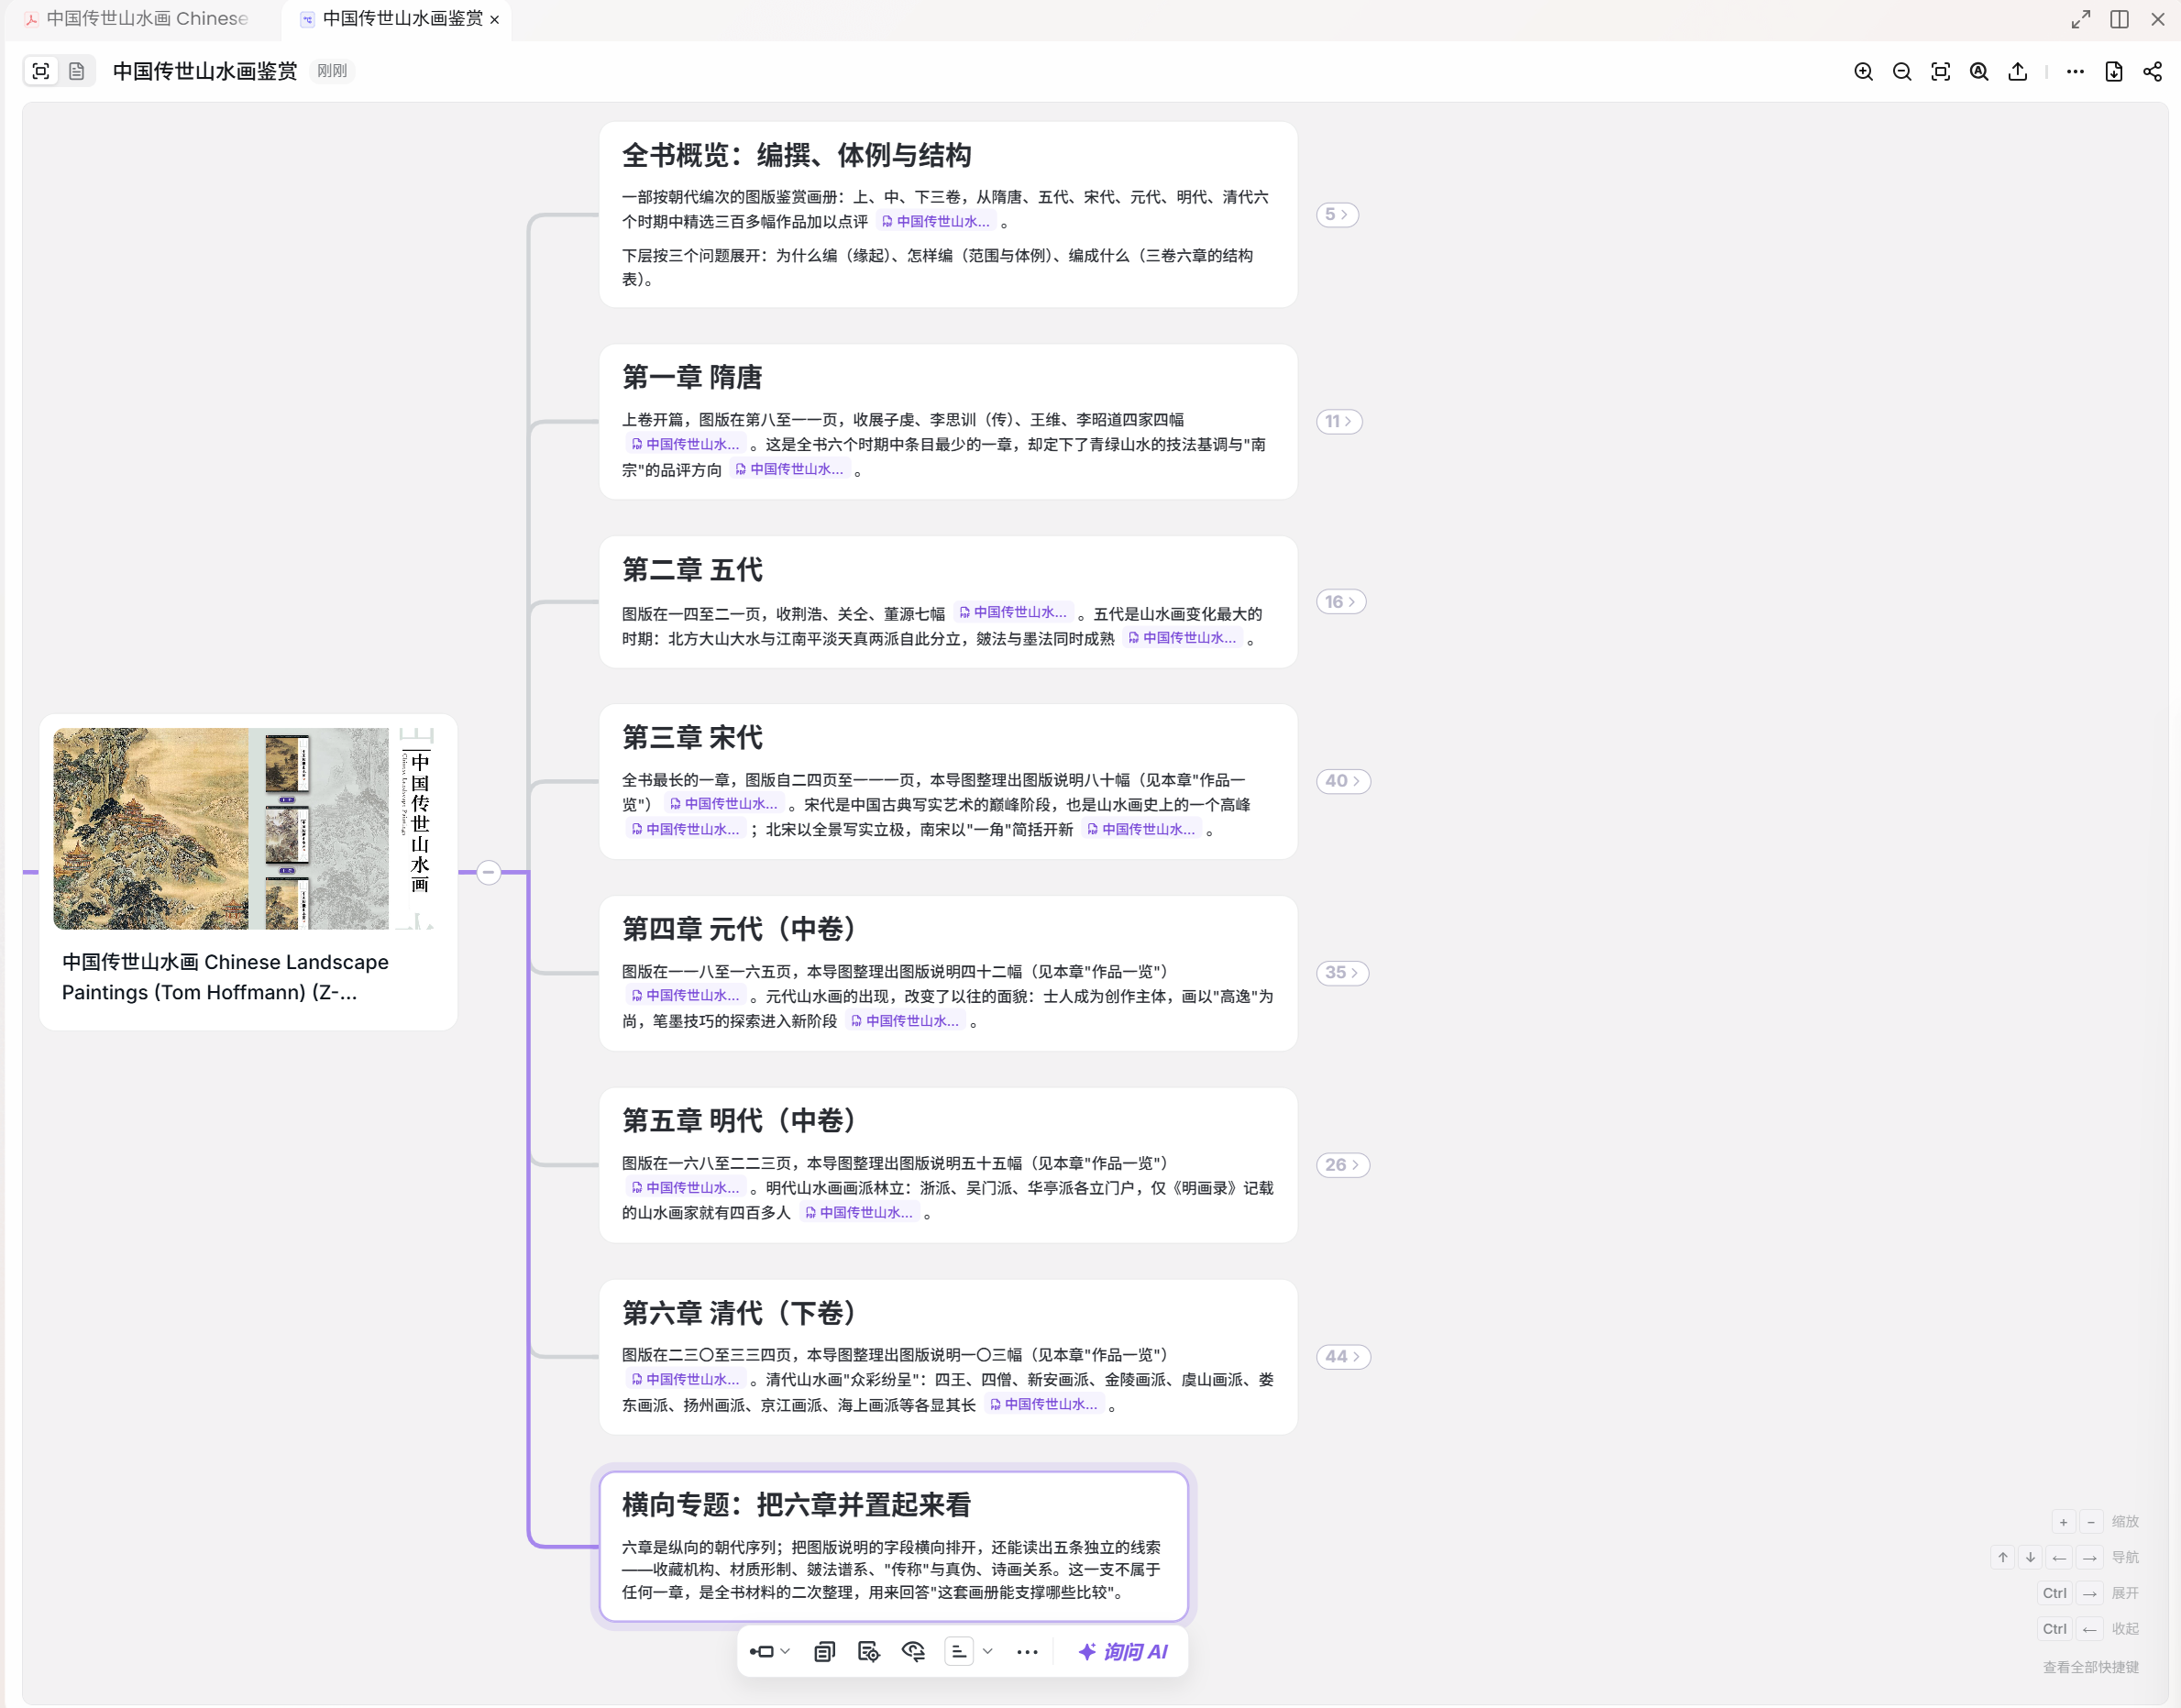 中国传世山水画 Chinese
中国传世山水画鉴赏 ×
中国传世山水画鉴赏 刚刚
全书概览：编撰、体例与结构
一部按朝代编次的图版鉴赏画册：上、中、下三卷，从隋唐、五代、宋代、元代、明代、清代六
个时期中精选三百多幅作品加以点评 中国传世山水... 。
下层按三个问题展开：为什么编（缘起）、怎样编（范围与体例）、编成什么（三卷六章的结构
表）。
5 >
第一章 隋唐
上卷开篇，图版在第八至一一页，收展子虔、李思训（传）、王维、李昭道四家四幅
中国传世山水... 。这是全书六个时期中条目最少的一章，却定下了青绿山水的技法基调与"南
宗"的品评方向 中国传世山水... 。
11 >
第二章 五代
图版在一四至二一页，收荆浩、关仝、董源七幅 中国传世山水... 。五代是山水画变化最大的
时期：北方大山大水与江南平淡天真两派自此分立，皴法与墨法同时成熟 中国传世山水... 。
16 >
第三章 宋代
全书最长的一章，图版自二四页至一一一页，本导图整理出图版说明八十幅（见本章"作品一
览"） 中国传世山水... 。宋代是中国古典写实艺术的巅峰阶段，也是山水画史上的一个高峰
中国传世山水... ；北宋以全景写实立极，南宋以"一角"简括开新 中国传世山水... 。
40 >
中国传世山水画
Chinese Landscape Paintings
中国传世山水画 Chinese Landscape
Paintings (Tom Hoffmann) (Z-...
第四章 元代（中卷）
图版在一一八至一六五页，本导图整理出图版说明四十二幅（见本章"作品一览"）
中国传世山水... 。元代山水画的出现，改变了以往的面貌：士人成为创作主体，画以"高逸"为
尚，笔墨技巧的探索进入新阶段 中国传世山水... 。
35 >
第五章 明代（中卷）
图版在一六八至二二三页，本导图整理出图版说明五十五幅（见本章"作品一览"）
中国传世山水... 。明代山水画画派林立：浙派、吴门派、华亭派各立门户，仅《明画录》记载
的山水画家就有四百多人 中国传世山水... 。
26 >
第六章 清代（下卷）
图版在二三〇至三三四页，本导图整理出图版说明一〇三幅（见本章"作品一览"）
中国传世山水... 。清代山水画"众彩纷呈"：四王、四僧、新安画派、金陵画派、虞山画派、娄
东画派、扬州画派、京江画派、海上画派等各显其长 中国传世山水... 。
44 >
横向专题：把六章并置起来看
六章是纵向的朝代序列；把图版说明的字段横向排开，还能读出五条独立的线索
——收藏机构、材质形制、皴法谱系、"传称"与真伪、诗画关系。这一支不属于
任何一章，是全书材料的二次整理，用来回答"这套画册能支撑哪些比较"。
询问 AI
+ − 缩放
↑ ↓ ← → 导航
Ctrl → 展开
Ctrl ← 收起
查看全部快捷键